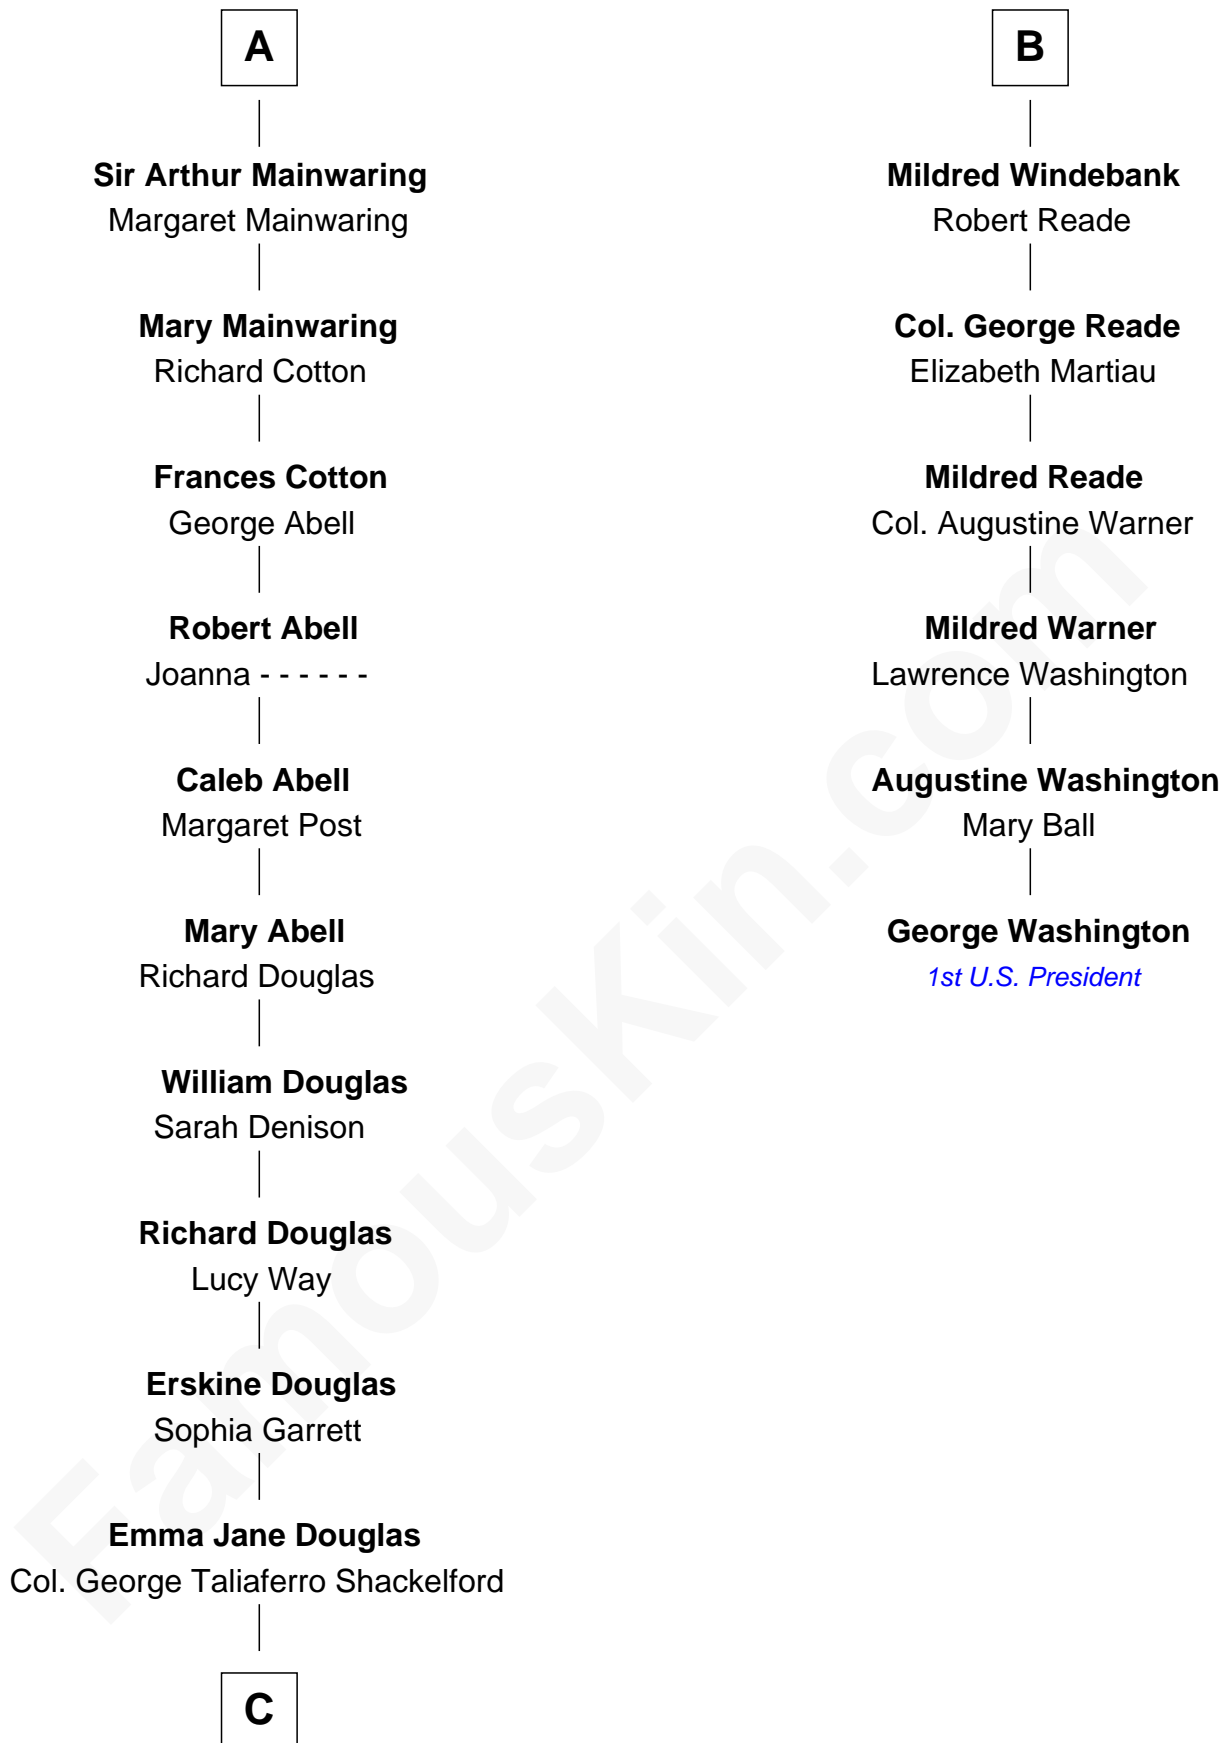 A
Sir Arthur Mainwaring
Margaret Mainwaring
Mary Mainwaring
Richard Cotton
Frances Cotton
George Abell
Robert Abell
Joanna - - - - - -
Caleb Abell
Margaret Post
Mary Abell
Richard Douglas
William Douglas
Sarah Denison
Richard Douglas
Lucy Way
Erskine Douglas
Sophia Garrett
Emma Jane Douglas
Col. George Taliaferro Shackelford
C
B
Mildred Windebank
Robert Reade
Col. George Reade
Elizabeth Martiau
Mildred Reade
Col. Augustine Warner
Mildred Warner
Lawrence Washington
Augustine Washington
Mary Ball
George Washington
1st U.S. President
FamousKin.com